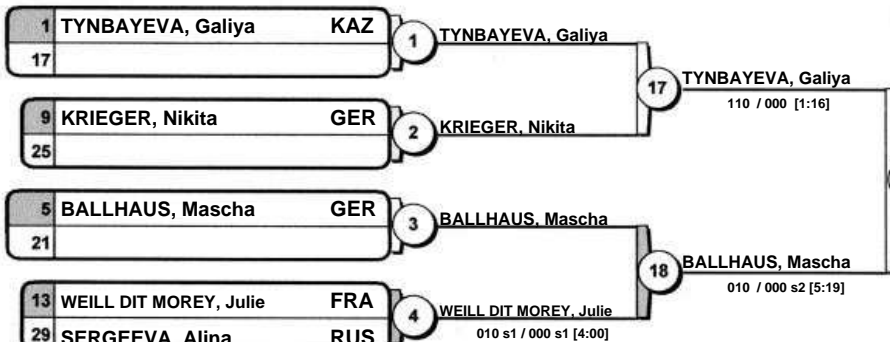 1 TYNBAYEVA, Galiya KAZ
17
1 TYNBAYEVA, Galiya
17 TYNBAYEVA, Galiya
110 / 000 [1:16]
9 KRIEGER, Nikita GER
25
2 KRIEGER, Nikita
5 BALLHAUS, Mascha GER
21
3 BALLHAUS, Mascha
18 BALLHAUS, Mascha
010 / 000 s2 [5:19]
13 WEILL DIT MOREY, Julie FRA
29 SERGEEVA, Alina RUS
4 WEILL DIT MOREY, Julie
010 s1 / 000 s1 [4:00]